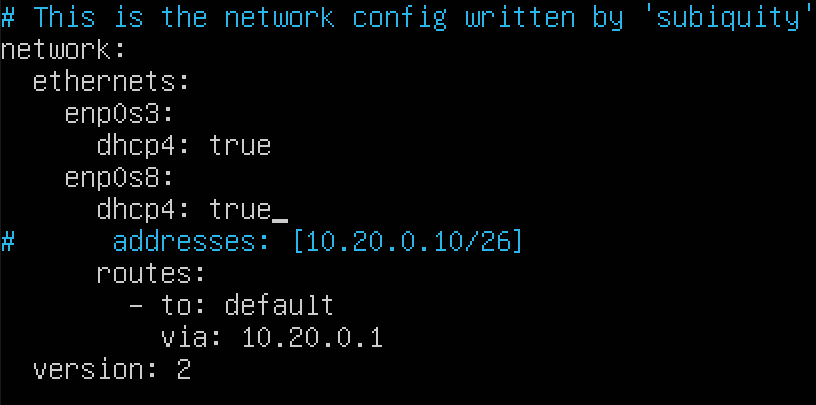 # This is the network config written by 'subiquity'
network:
  ethernets:
    enp0s3:
      dhcp4: true
    enp0s8:
      dhcp4: true_
#      addresses: [10.20.0.10/26]
      routes:
        - to: default
          via: 10.20.0.1
  version: 2